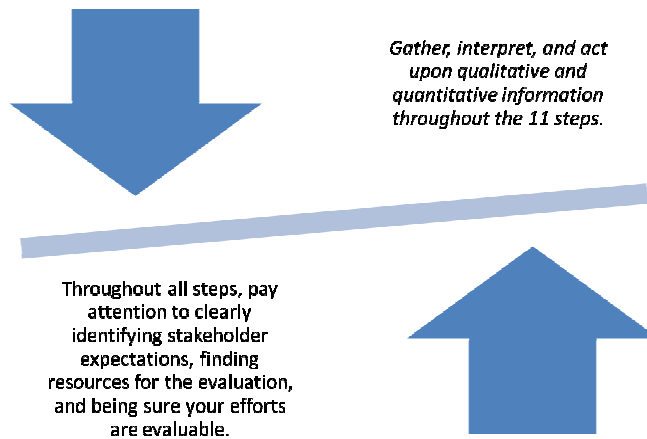 Gather, interpret, and act
upon qualitative and
quantitative information
throughout the 11 steps.
Throughout all steps, pay
attention to clearly
identifying stakeholder
expectations, finding
resources for the evaluation,
and being sure your efforts
are evaluable.